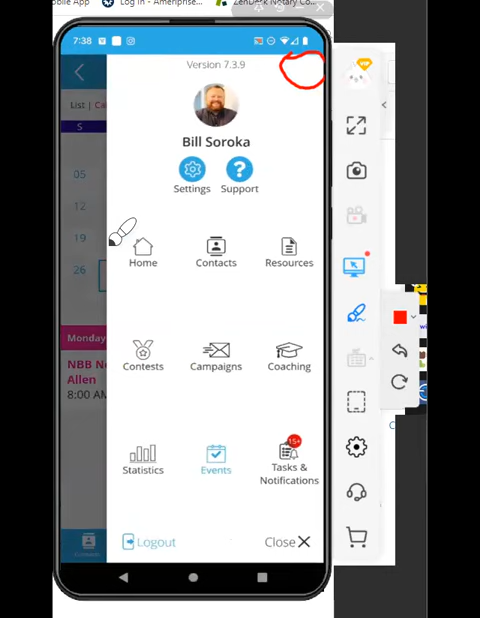 obile App
Log In - Ameriprise...
ZenDesk Notary Co
7:38
Version 7.3.9
List | Ca
S
05
12
19
26
Bill Soroka
Settings
Support
Home
Contacts
Resources
Monday
NBB N
Allen
8:00 AM
Contests
Campaigns
Coaching
15+
Statistics
Events
Tasks &
Notifications
Logout
Close
VIP